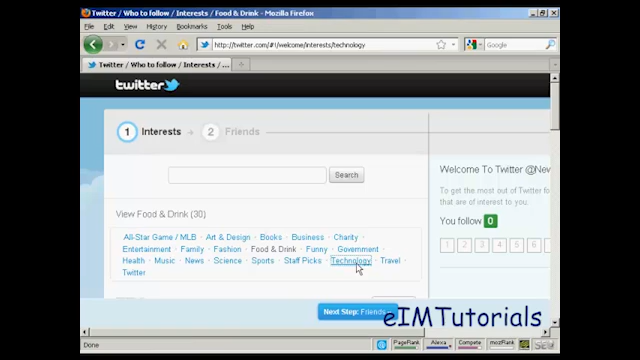 Twitter / Who to follow / Interests / Food & Drink - Mozilla Firefox
File Edit View History Bookmarks Tools Help
http://twitter.com/#!/welcome/interests/technology
Google
Twitter / Who to follow / Interests / ...
twitter
1 Interests 2 Friends
Search
Welcome To Twitter @New
To get the most out of Twitter fo
that are of interest to you.
You follow 0
1 2 3 4 5 6
View Food & Drink (30)
All-Star Game / MLB · Art & Design · Books · Business · Charity ·
Entertainment · Family · Fashion · Food & Drink · Funny · Government ·
Health · Music · News · Science · Sports · Staff Picks · Technology · Travel ·
Twitter
Next Step: Friends
eIMTutorials
Done
PageRank Alexa Compete mozRank